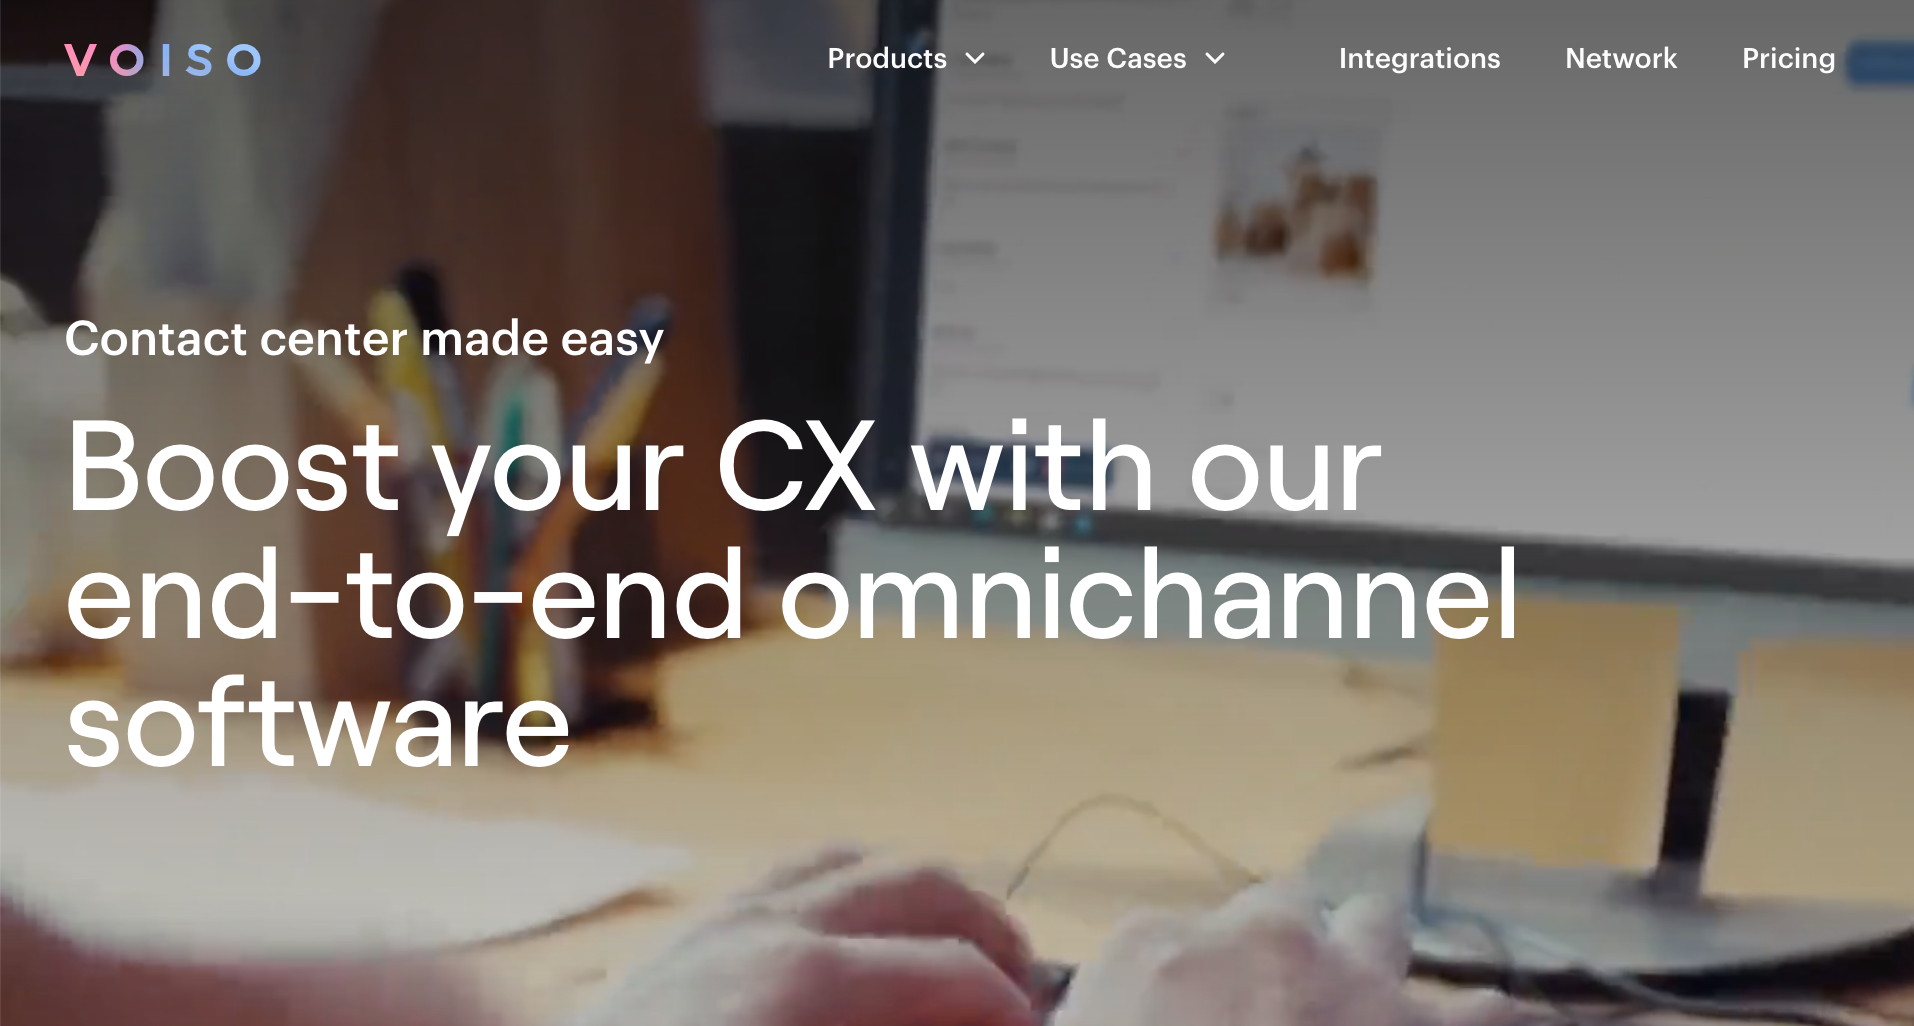 VOISO
Products Use Cases Integrations Network Pricing
Contact center made easy
Boost your CX with our
end-to-end omnichannel
software